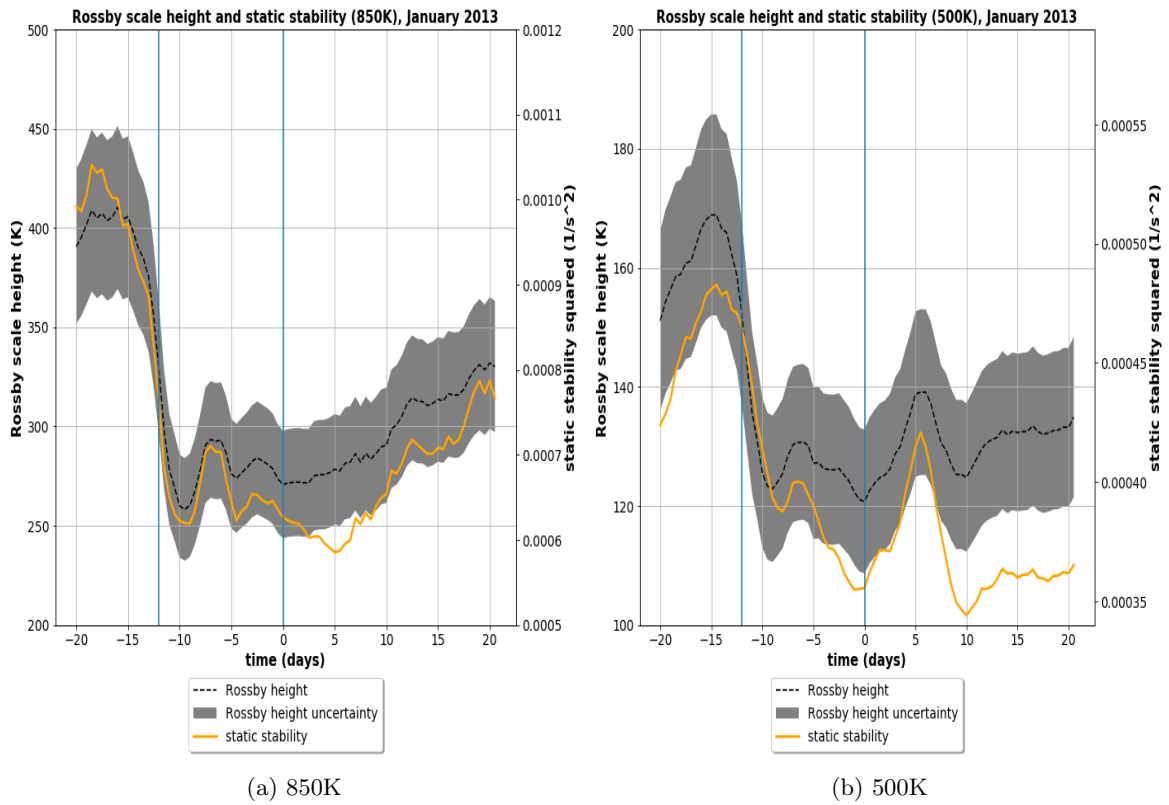 Rossby scale height and static stability (850K), January 2013
500
450
400
350
300
250
200
Rossby scale height (K)
0.0012
0.0011
0.0010
0.0009
0.0008
0.0007
0.0006
0.0005
static stability squared (1/s^2)
−20 −15 −10 −5 0 5 10 15 20
time (days)
Rossby height
Rossby height uncertainty
static stability
(a) 850K
Rossby scale height and static stability (500K), January 2013
200
180
160
140
120
100
Rossby scale height (K)
0.00055
0.00050
0.00045
0.00040
0.00035
static stability squared (1/s^2)
−20 −15 −10 −5 0 5 10 15 20
time (days)
Rossby height
Rossby height uncertainty
static stability
(b) 500K